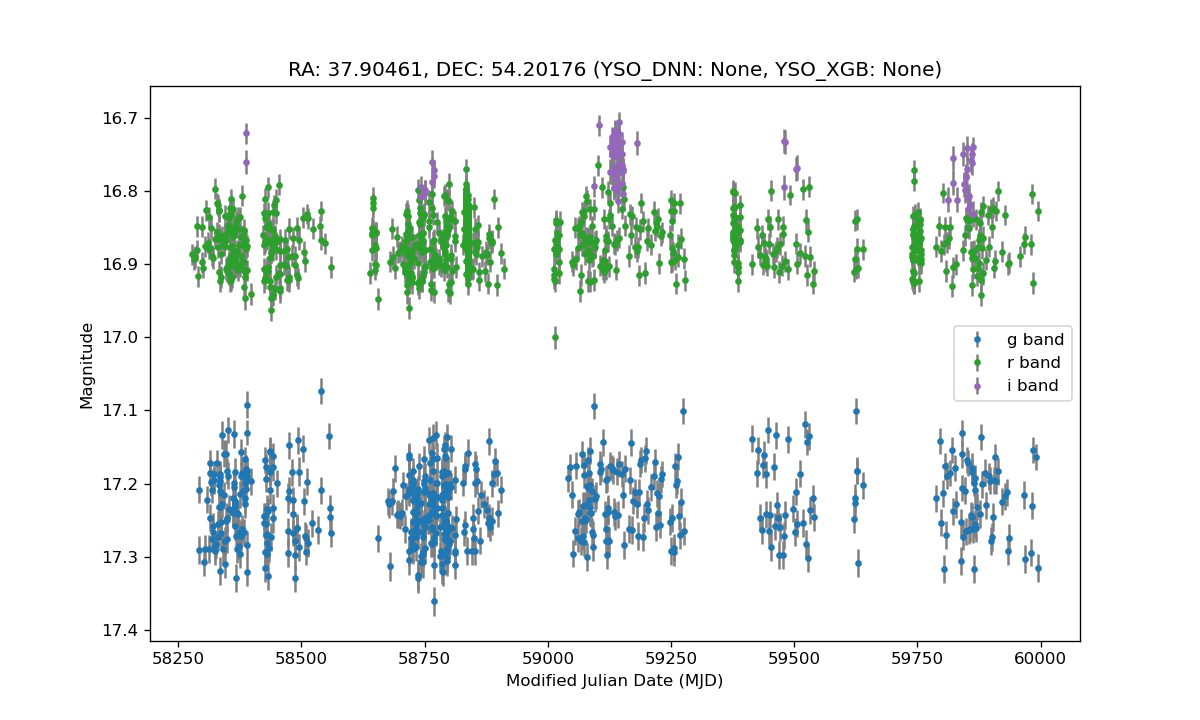 RA: 37.90461, DEC: 54.20176 (YSO_DNN: None, YSO_XGB: None)
16.7
16.8
16.9
17.0
17.1
17.2
17.3
17.4
Magnitude
g band
r band
i band
58250
58500
58750
59000
59250
59500
59750
60000
Modified Julian Date (MJD)